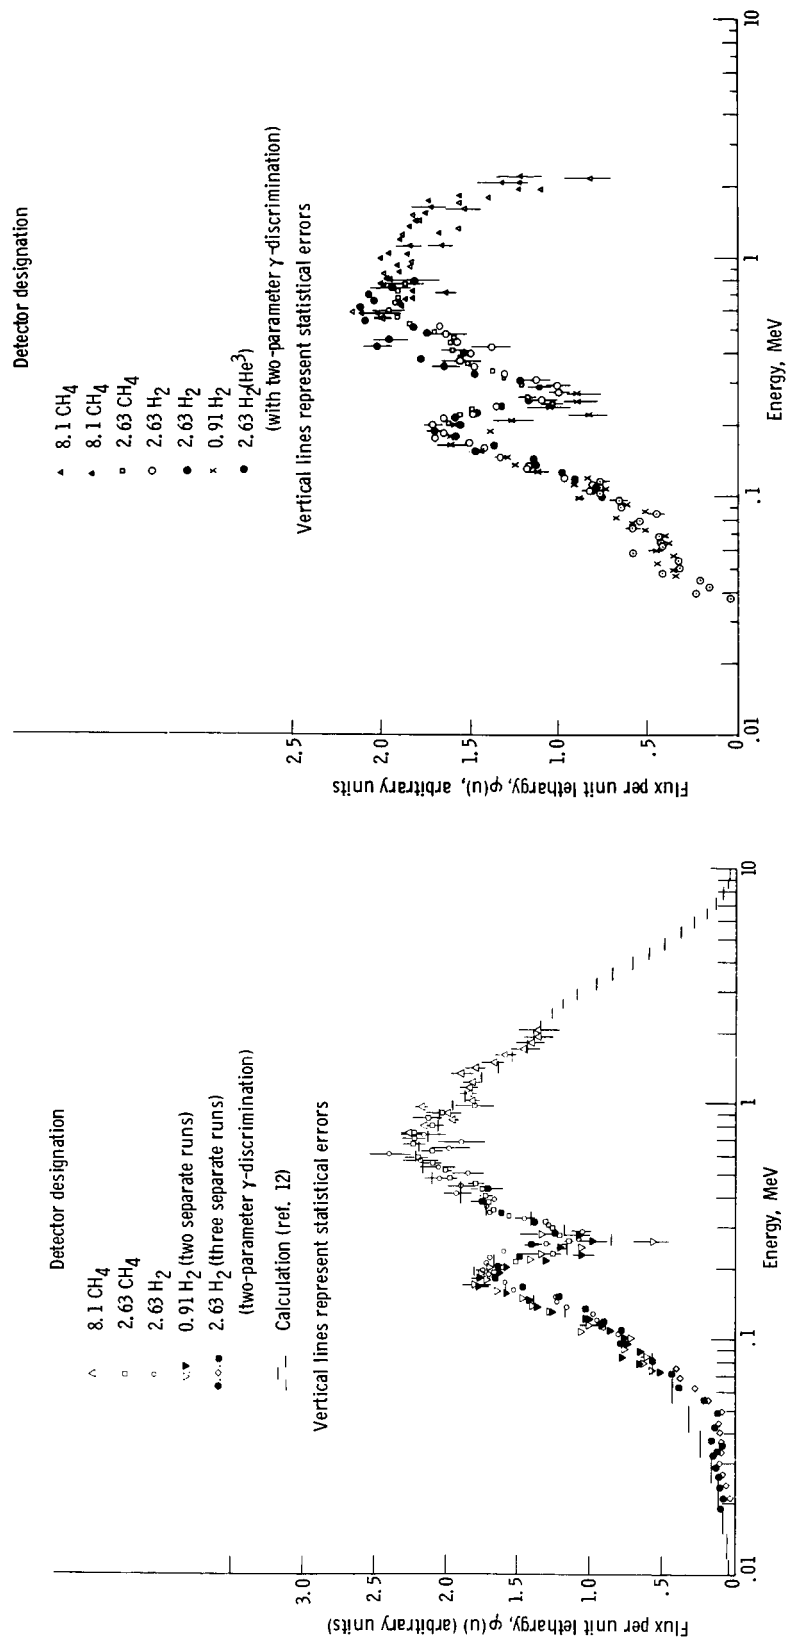 Detector designation
8.1 CH4
2.63 CH4
2.63 H2
0.91 H2 (two separate runs)
2.63 H2 (three separate runs)
(two-parameter γ-discrimination)
Calculation (ref. 12)
Vertical lines represent statistical errors
Flux per unit lethargy, φ(u) (arbitrary units)
3.0
2.5
2.0
1.5
1.0
.5
0
.01
.1
1
10
Energy, MeV
Detector designation
8.1 CH4
8.1 CH4
2.63 CH4
2.63 H2
2.63 H2
0.91 H2
2.63 H2(He3)
(with two-parameter γ-discrimination)
Vertical lines represent statistical errors
Flux per unit lethargy, φ(u), arbitrary units
2.5
2.0
1.5
1.0
.5
0
.01
.1
1
10
Energy, MeV